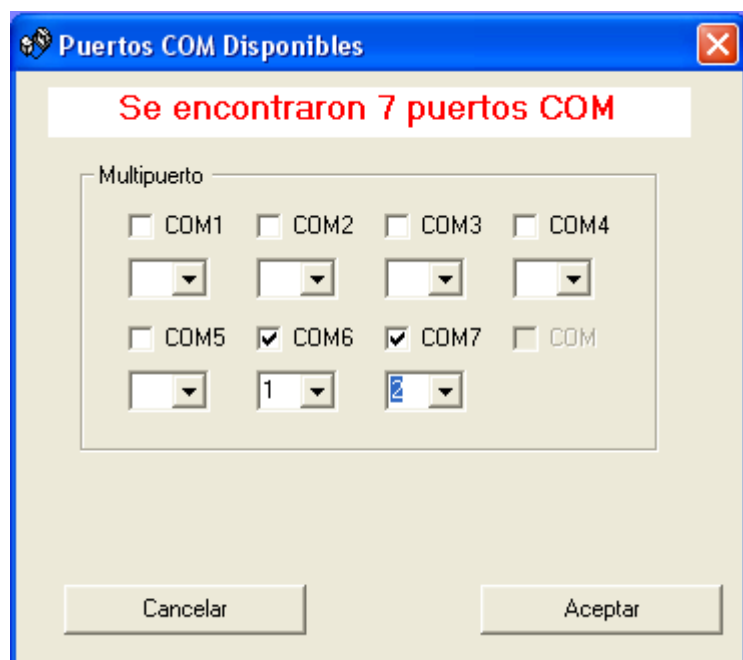 Puertos COM Disponibles
Se encontraron 7 puertos COM
Multipuerto
COM1 COM2 COM3 COM4
COM5 COM6 COM7 COM
1 2
Cancelar Aceptar